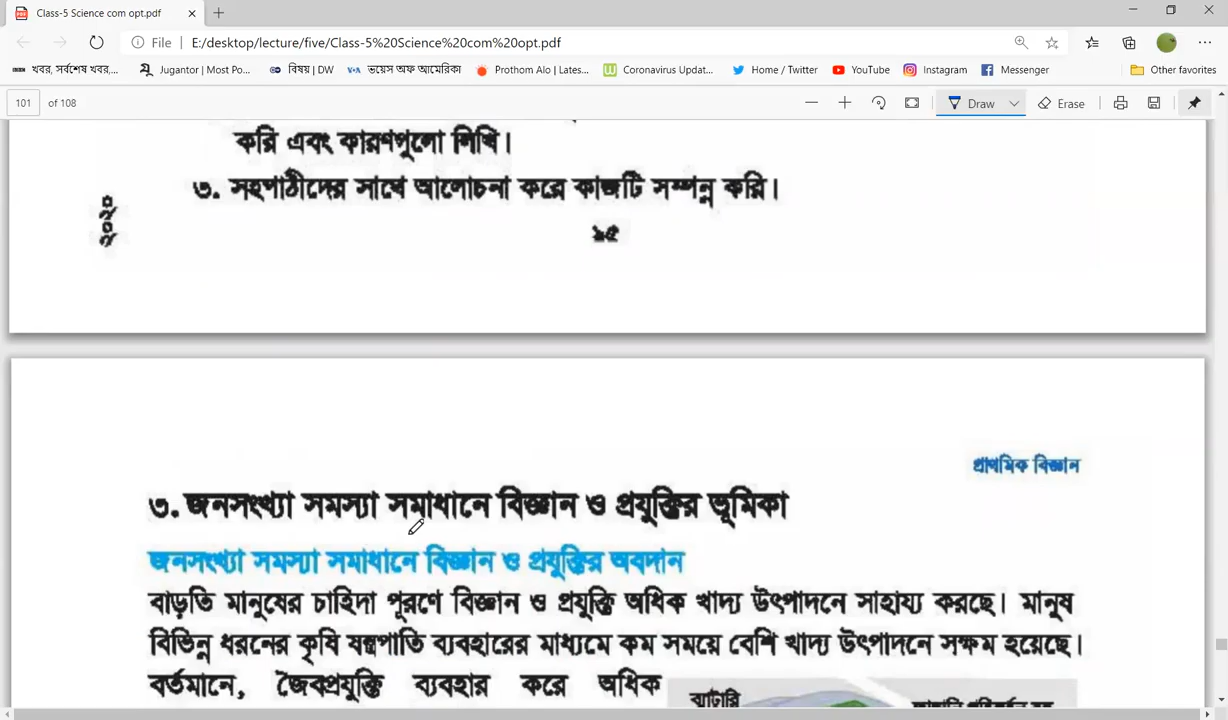 Class-5 Science com opt.pdf
File E:/desktop/lecture/five/Class-5%20Science%20com%20opt.pdf
খবর, সর্বশেষ খবর,... Jugantor | Most Po... বিষয় | DW ভয়েস অফ আমেরিকা Prothom Alo | Lates... Coronavirus Updat... Home / Twitter YouTube Instagram Messenger Other favorites
101 of 108 Draw Erase
করি এবং কারণগুলো লিখি।
৩. সহপাঠীদের সাথে আলোচনা করে কাজটি সম্পন্ন করি।
২০২০
৯৫
প্রাথমিক বিজ্ঞান
৩. জনসংখ্যা সমস্যা সমাধানে বিজ্ঞান ও প্রযুক্তির ভূমিকা
জনসংখ্যা সমস্যা সমাধানে বিজ্ঞান ও প্রযুক্তির অবদান
বাড়তি মানুষের চাহিদা পূরণে বিজ্ঞান ও প্রযুক্তি অধিক খাদ্য উৎপাদনে সাহায্য করছে। মানুষ
বিভিন্ন ধরনের কৃষি যন্ত্রপাতি ব্যবহারের মাধ্যমে কম সময়ে বেশি খাদ্য উৎপাদনে সক্ষম হয়েছে।
বর্তমানে, জৈবপ্রযুক্তি ব্যবহার করে অধিক
ব্যাটারি